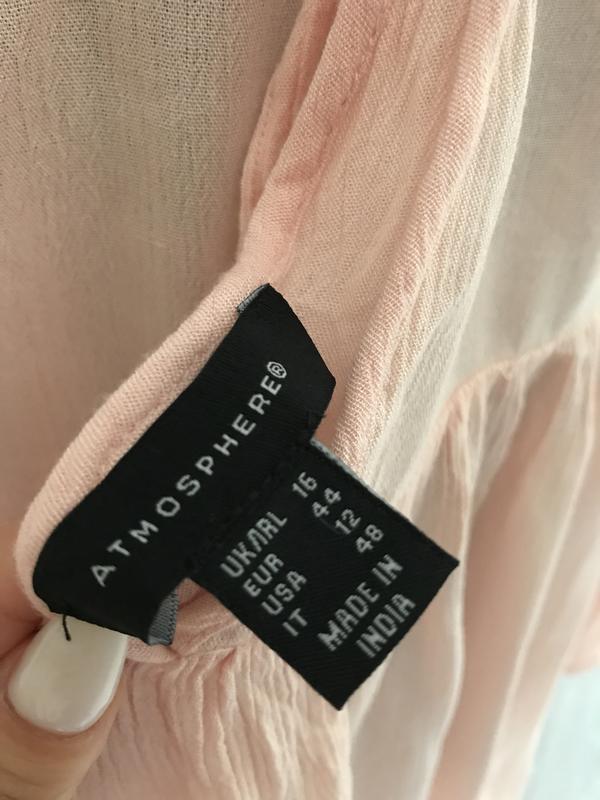 ATMOSPHERE®
UK/IRL 16
EUR 44
USA 12
IT 48
MADE IN
INDIA